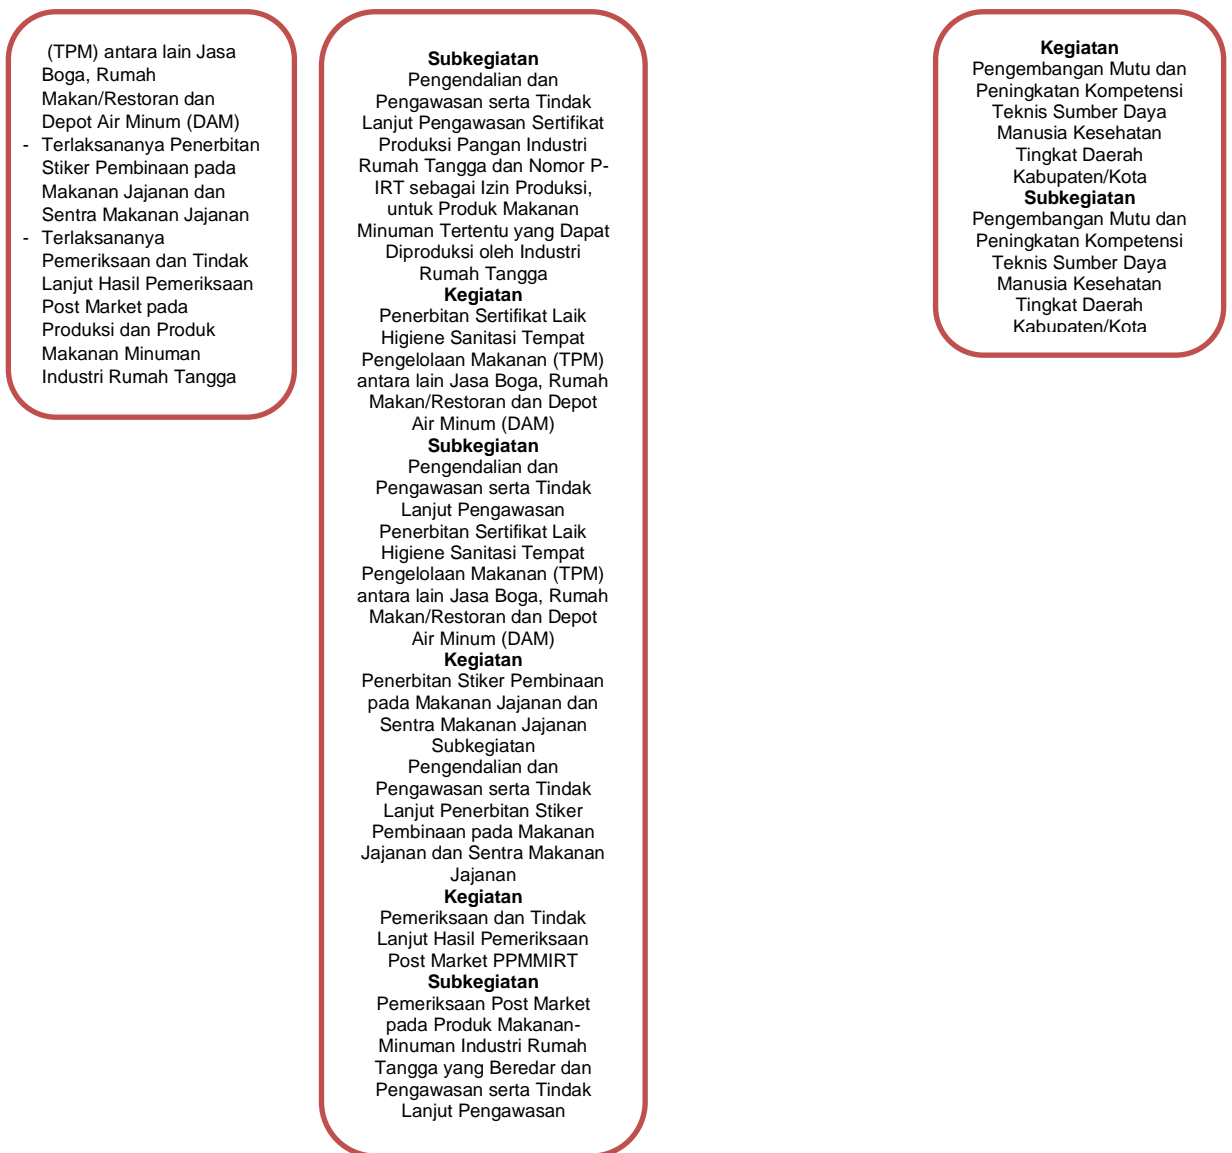 (TPM) antara lain Jasa
Boga, Rumah
Makan/Restoran dan
Depot Air Minum (DAM)
- Terlaksananya Penerbitan
Stiker Pembinaan pada
Makanan Jajanan dan
Sentra Makanan Jajanan
- Terlaksananya
Pemeriksaan dan Tindak
Lanjut Hasil Pemeriksaan
Post Market pada
Produksi dan Produk
Makanan Minuman
Industri Rumah Tangga
Subkegiatan
Pengendalian dan
Pengawasan serta Tindak
Lanjut Pengawasan Sertifikat
Produksi Pangan Industri
Rumah Tangga dan Nomor P-
IRT sebagai Izin Produksi,
untuk Produk Makanan
Minuman Tertentu yang Dapat
Diproduksi oleh Industri
Rumah Tangga
Kegiatan
Penerbitan Sertifikat Laik
Higiene Sanitasi Tempat
Pengelolaan Makanan (TPM)
antara lain Jasa Boga, Rumah
Makan/Restoran dan Depot
Air Minum (DAM)
Subkegiatan
Pengendalian dan
Pengawasan serta Tindak
Lanjut Pengawasan
Penerbitan Sertifikat Laik
Higiene Sanitasi Tempat
Pengelolaan Makanan (TPM)
antara lain Jasa Boga, Rumah
Makan/Restoran dan Depot
Air Minum (DAM)
Kegiatan
Penerbitan Stiker Pembinaan
pada Makanan Jajanan dan
Sentra Makanan Jajanan
Subkegiatan
Pengendalian dan
Pengawasan serta Tindak
Lanjut Penerbitan Stiker
Pembinaan pada Makanan
Jajanan dan Sentra Makanan
Jajanan
Kegiatan
Pemeriksaan dan Tindak
Lanjut Hasil Pemeriksaan
Post Market PPMMIRT
Subkegiatan
Pemeriksaan Post Market
pada Produk Makanan-
Minuman Industri Rumah
Tangga yang Beredar dan
Pengawasan serta Tindak
Lanjut Pengawasan
Kegiatan
Pengembangan Mutu dan
Peningkatan Kompetensi
Teknis Sumber Daya
Manusia Kesehatan
Tingkat Daerah
Kabupaten/Kota
Subkegiatan
Pengembangan Mutu dan
Peningkatan Kompetensi
Teknis Sumber Daya
Manusia Kesehatan
Tingkat Daerah
Kabupaten/Kota